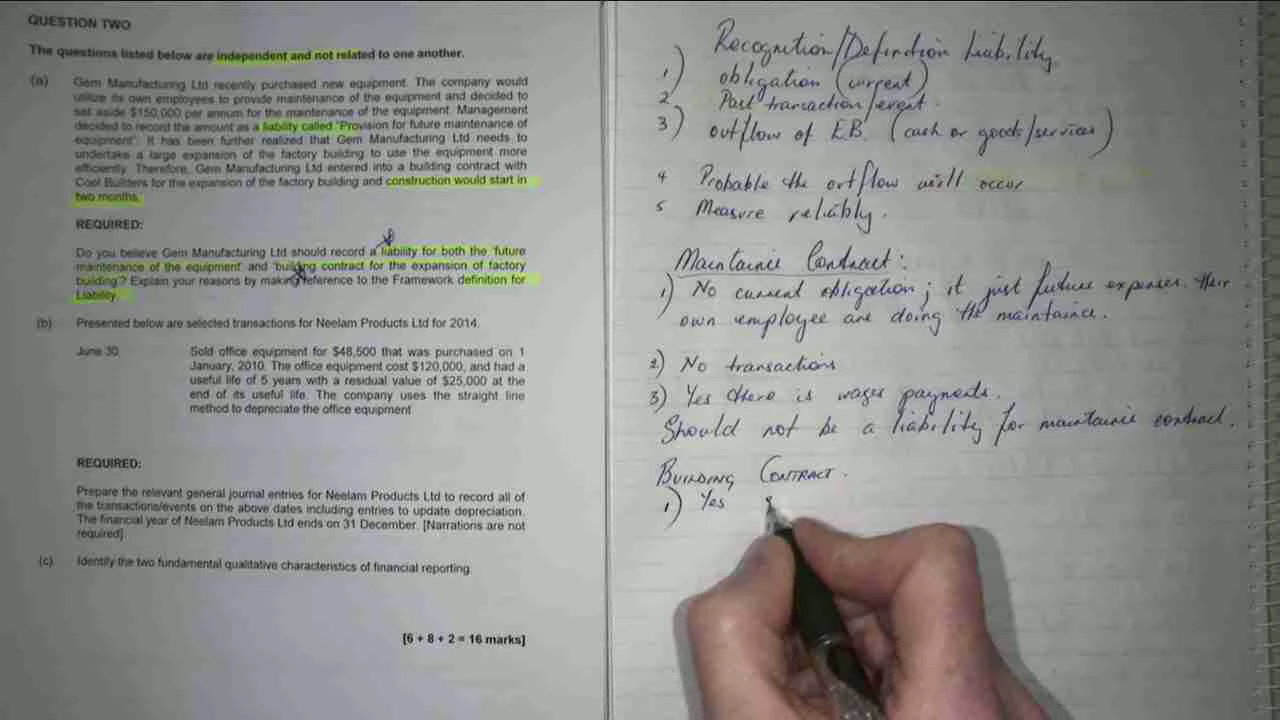 QUESTION TWO
The questions listed below are independent and not related to one another.
(a) Gem Manufacturing Ltd recently purchased new equipment. The company would
utilize its own employees to provide maintenance of the equipment and decided to
set aside $150,000 per annum for the maintenance of the equipment. Management
decided to record the amount as a liability called "Provision for future maintenance of
equipment". It has been further realized that Gem Manufacturing Ltd needs to
undertake a large expansion of the factory building to use the equipment more
efficiently. Therefore, Gem Manufacturing Ltd entered into a building contract with
Cool Builders for the expansion of the factory building and construction would start in
two months.
REQUIRED:
Do you believe Gem Manufacturing Ltd should record a liability for both the 'future
maintenance of the equipment' and 'building contract for the expansion of factory
building'? Explain your reasons by making reference to the Framework definition for
Liability.
(b) Presented below are selected transactions for Neelam Products Ltd for 2014.
June 30 Sold office equipment for $48,500 that was purchased on 1
January, 2010. The office equipment cost $120,000, and had a
useful life of 5 years with a residual value of $25,000 at the
end of its useful life. The company uses the straight line
method to depreciate the office equipment.
REQUIRED:
Prepare the relevant general journal entries for Neelam Products Ltd to record all of
the transactions/events on the above dates including entries to update depreciation.
The financial year of Neelam Products Ltd ends on 31 December. [Narrations are not
required]
(c) Identify the two fundamental qualitative characteristics of financial reporting.
[6 + 8 + 2 = 16 marks]
Recognition/Definition Liability
1) obligation (current)
2 Past transaction/event.
3) outflow of E.B. (cash or goods/services)
4 Probable the outflow will occur
5 Measure reliably.
Maintainie Contract:
1) No current obligation; it just future expenses. their
own employee are doing the maintaince.
2) No transactions
3) Yes there is wages payments.
Should not be a liability for maintainie contract.
BUILDING CONTRACT.
1) Yes